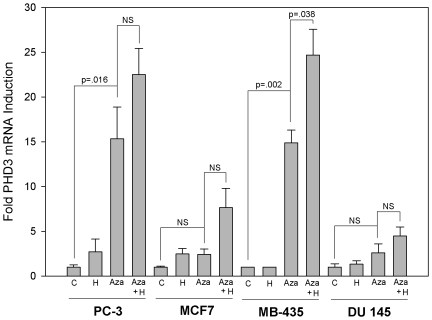 30
25
20
15
10
5
0
Fold PHD3 mRNA Induction
p=.016
NS
NS
NS
p=.002
p=.038
NS
NS
C H Aza Aza + H
C H Aza Aza + H
C H Aza Aza + H
C H Aza Aza + H
PC-3 MCF7 MB-435 DU 145